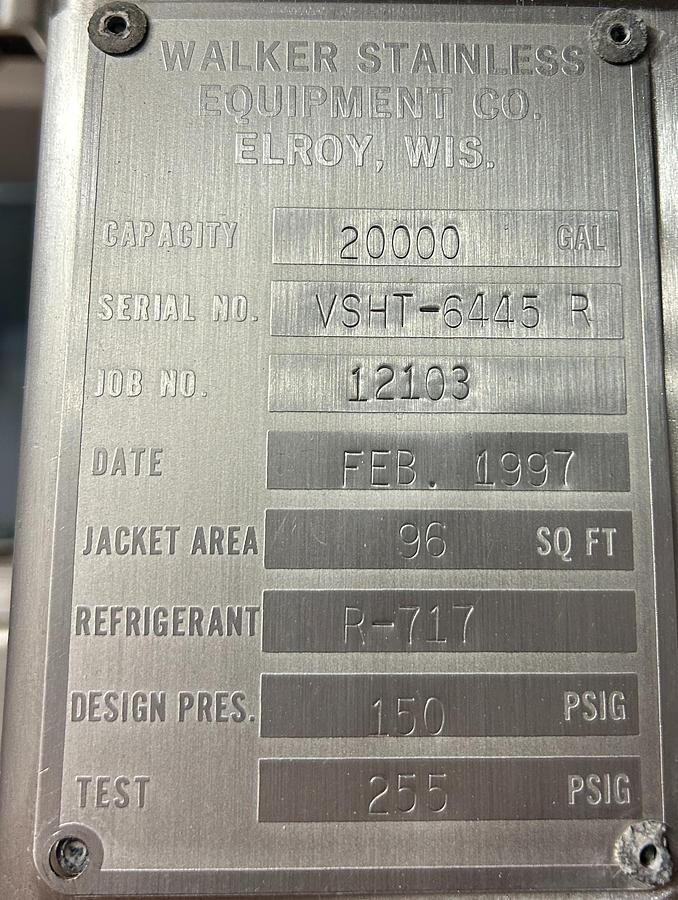 WALKER STAINLESS
EQUIPMENT CO.
ELROY, WIS.
CAPACITY 20000 GAL
SERIAL NO. VSHT-6445 R
JOB NO. 12103
DATE FEB. 1997
JACKET AREA 96 SQ FT
REFRIGERANT R-717
DESIGN PRES. 150 PSIG
TEST 255 PSIG